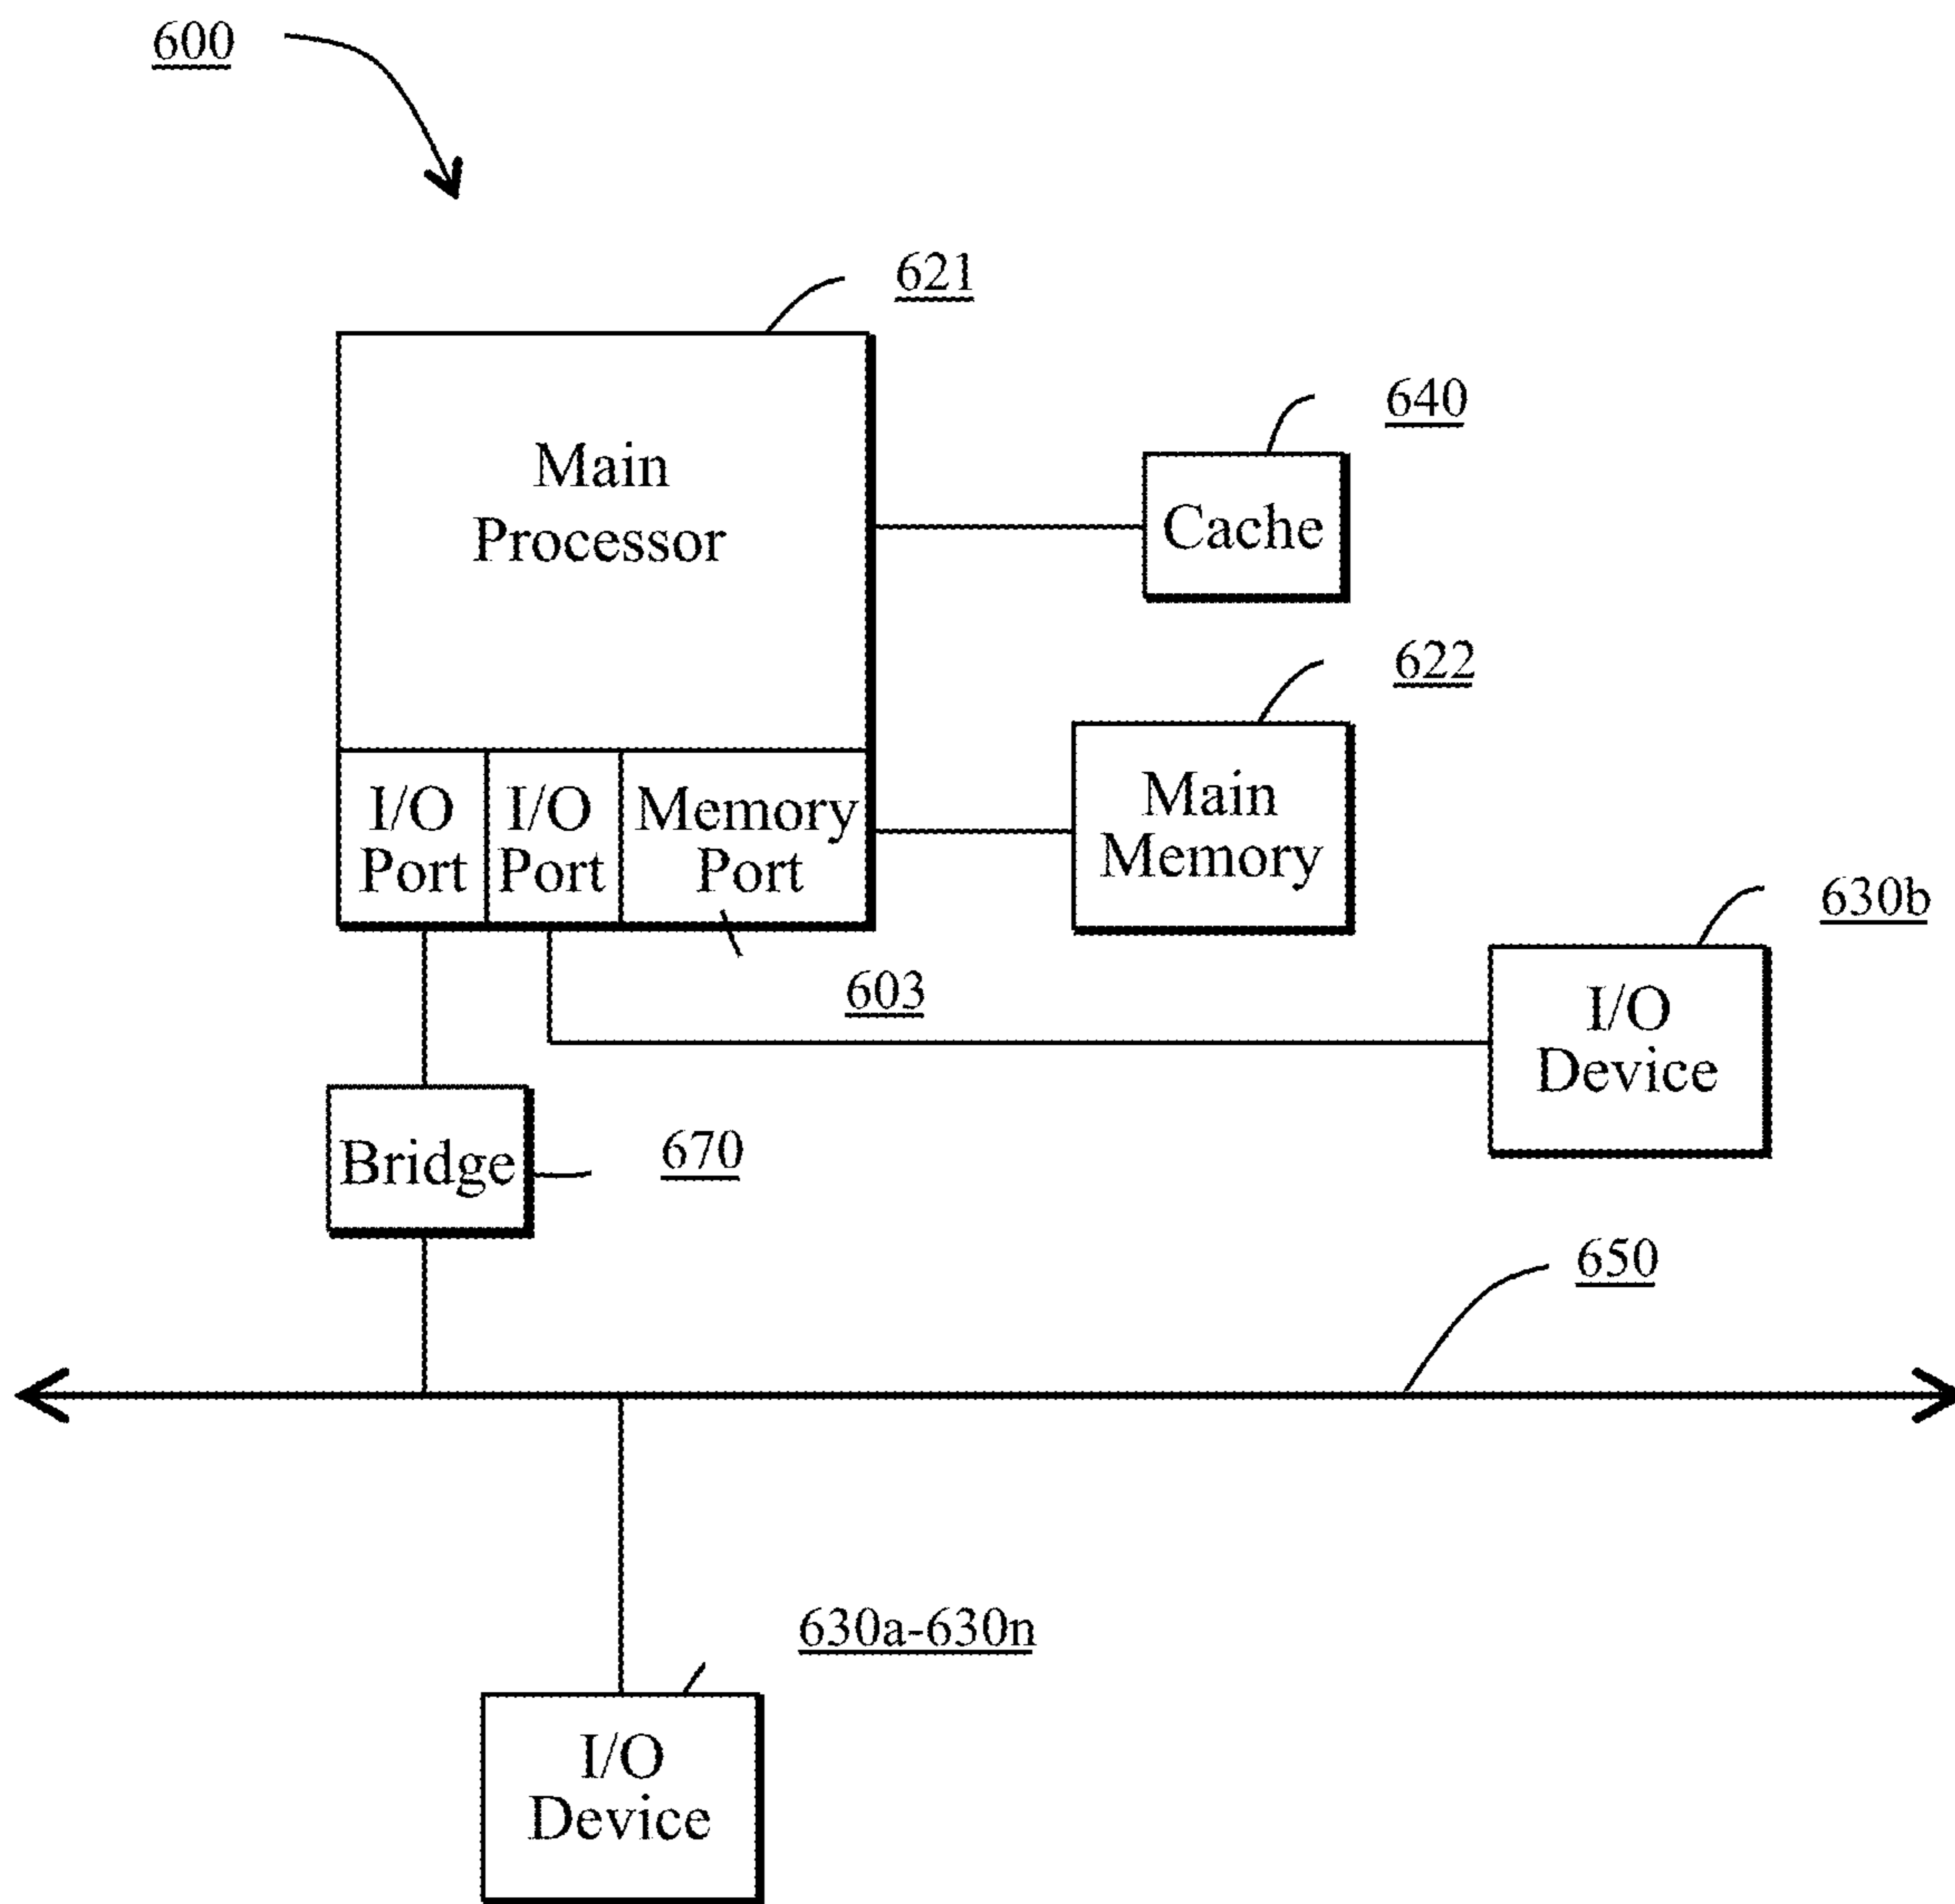 600
621
640
Main
Processor
Cache
622
I/O
Port
I/O
Port
Memory
Port
Main
Memory
630b
603
I/O
Device
Bridge
670
650
630a-630n
I/O
Device